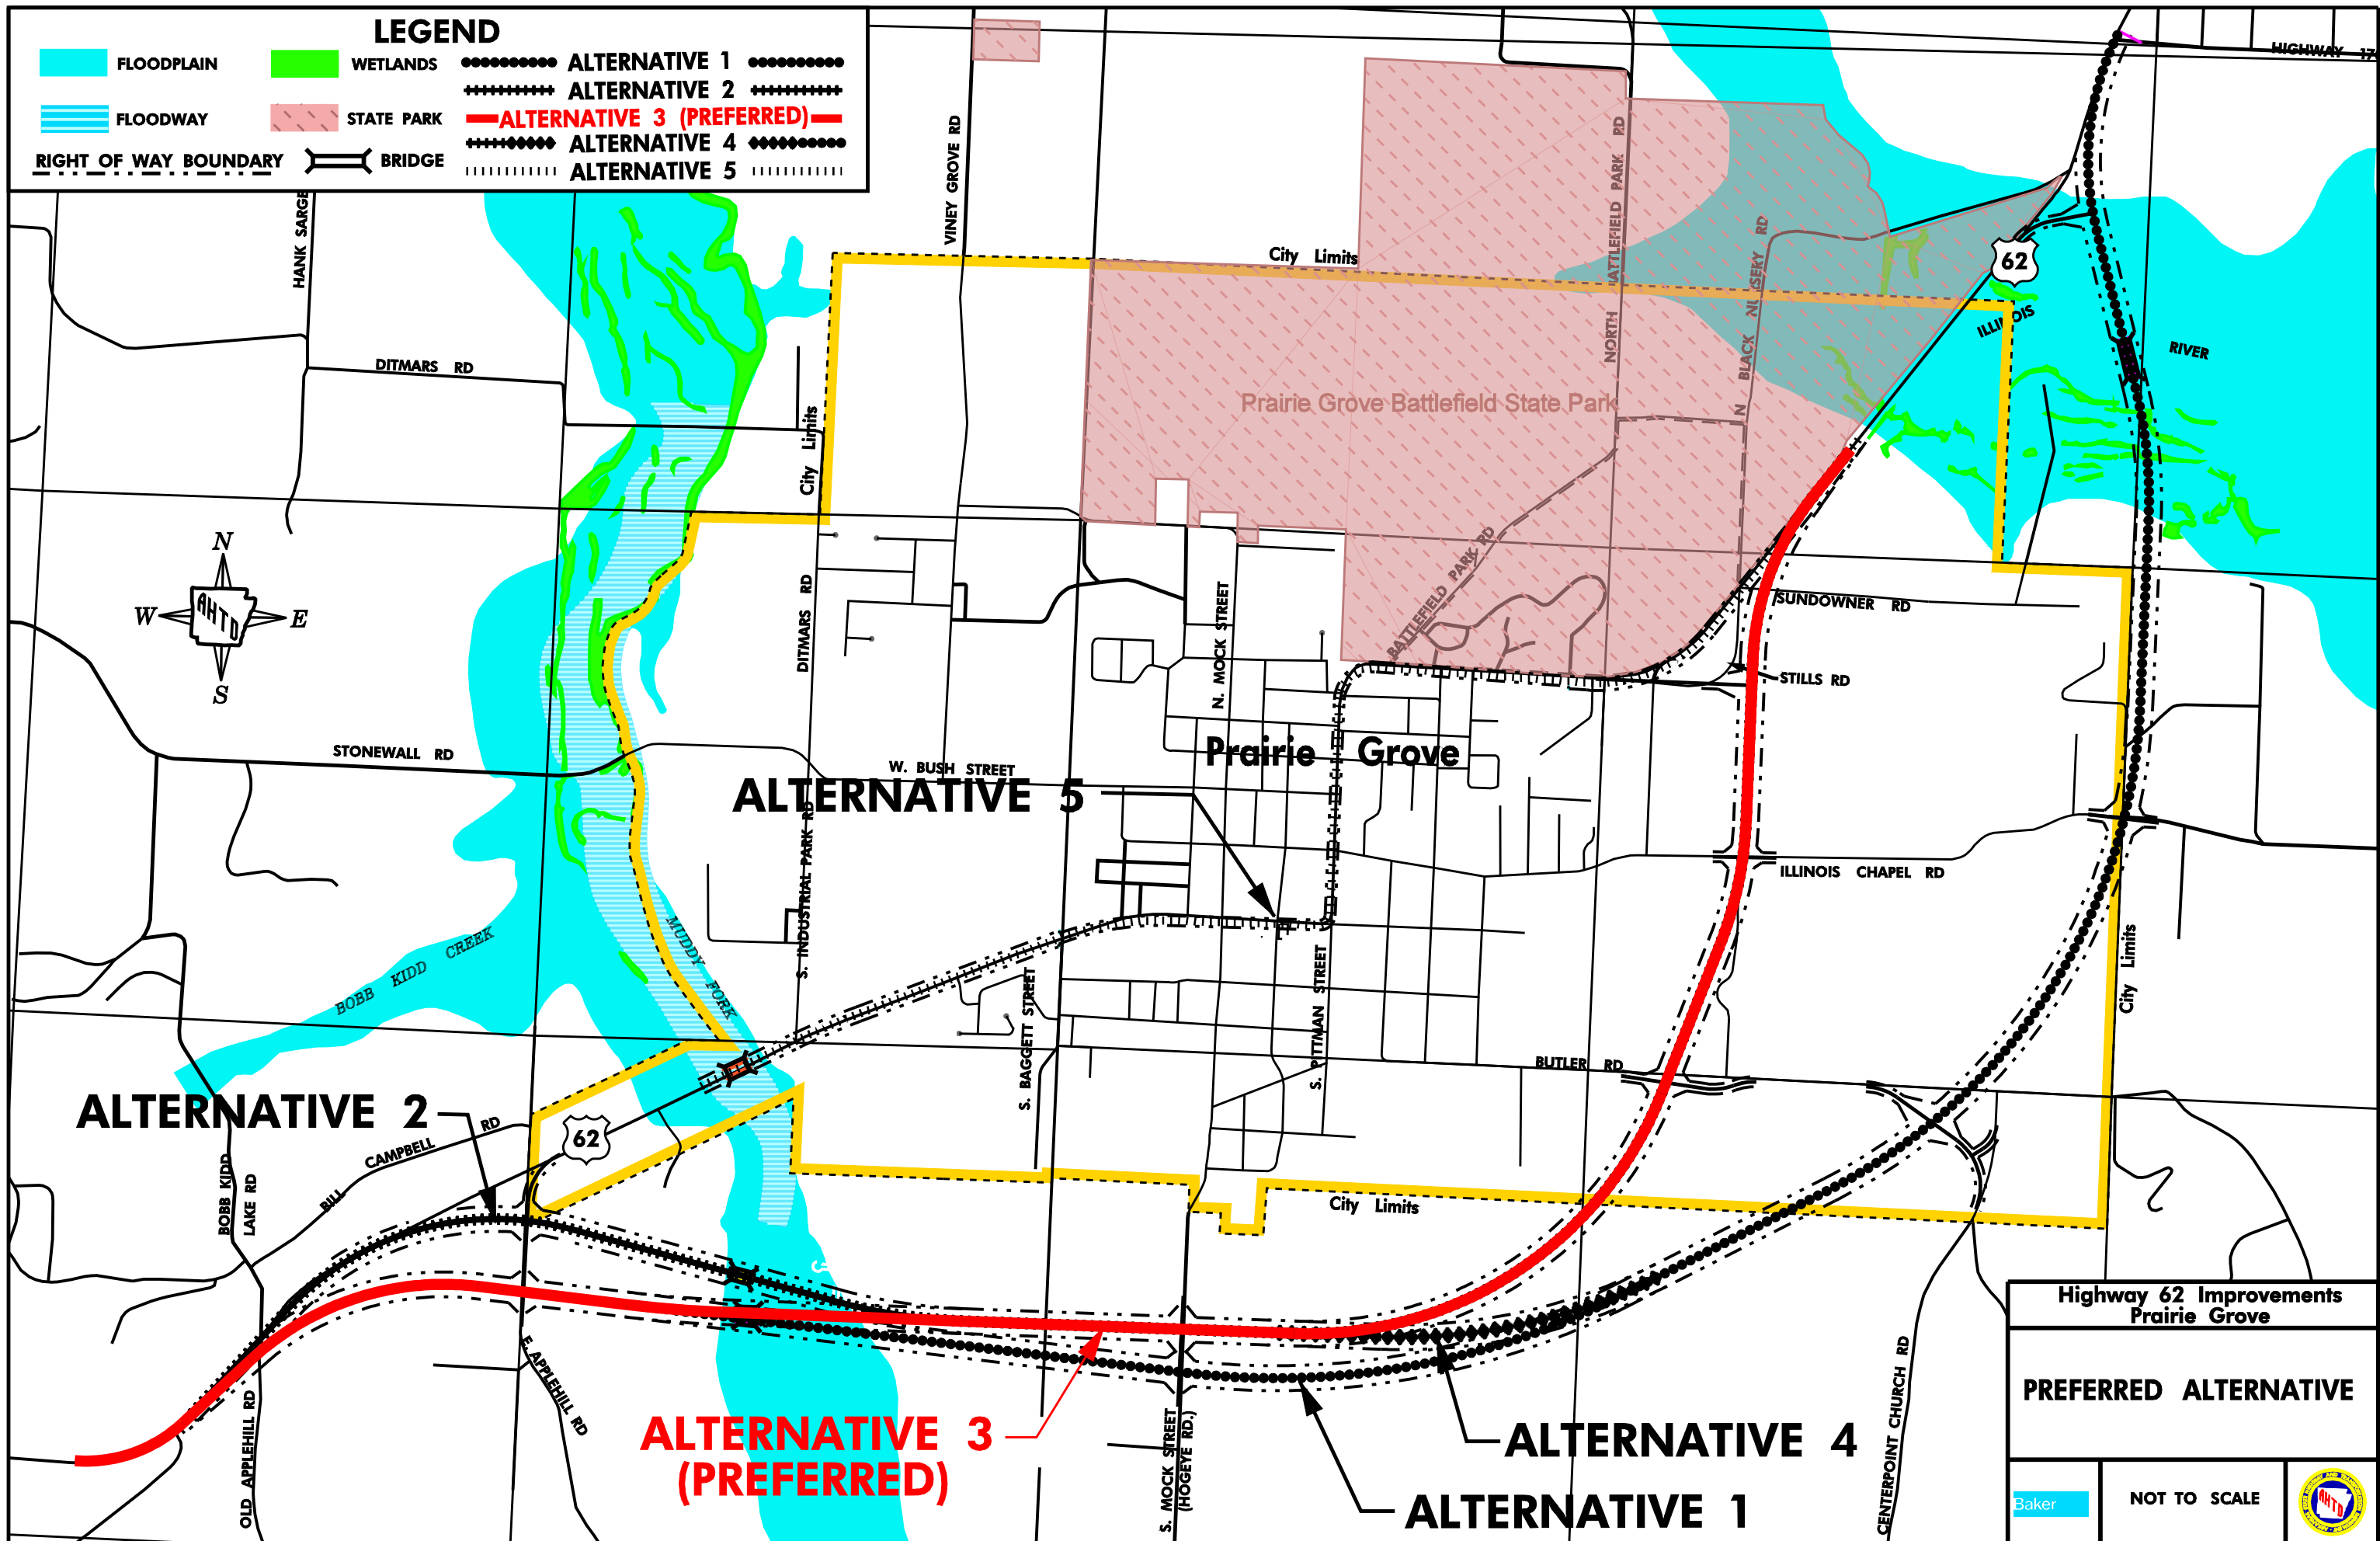 LEGEND
FLOODPLAIN
WETLANDS
ALTERNATIVE 1
ALTERNATIVE 2
FLOODWAY
STATE PARK
ALTERNATIVE 3 (PREFERRED)
ALTERNATIVE 4
RIGHT OF WAY BOUNDARY
BRIDGE
ALTERNATIVE 5
HIGHWAY 17
VINEY GROVE RD
NORTH BATTLEFIELD PARK RD
HANK SARGE
City Limits
N BLACK NURSERY RD
62
ILLINOIS
RIVER
DITMARS RD
Prairie Grove Battlefield State Park
City Limits
N
W
AHTD
E
S
BATTLEFIELD PARK RD
DITMARS RD
N. MOCK STREET
SUNDOWNER RD
STILLS RD
STONEWALL RD
Prairie Grove
W. BUSH STREET
ALTERNATIVE 5
S. INDUSTRIAL PARK RD
ILLINOIS CHAPEL RD
MUDDY FORK
BOBB KIDD CREEK
City Limits
S. BAGGETT STREET
S. PITTMAN STREET
BUTLER RD
ALTERNATIVE 2
62
BILL CAMPBELL RD
BOBB KIDD
LAKE RD
City Limits
E. APPLEHILL RD
OLD APPLEHILL RD
ALTERNATIVE 3
(PREFERRED)
S. MOCK STREET
(HOGEYE RD.)
ALTERNATIVE 4
ALTERNATIVE 1
CENTERPOINT CHURCH RD
Highway 62 Improvements
Prairie Grove
PREFERRED ALTERNATIVE
Baker
NOT TO SCALE
AHTD